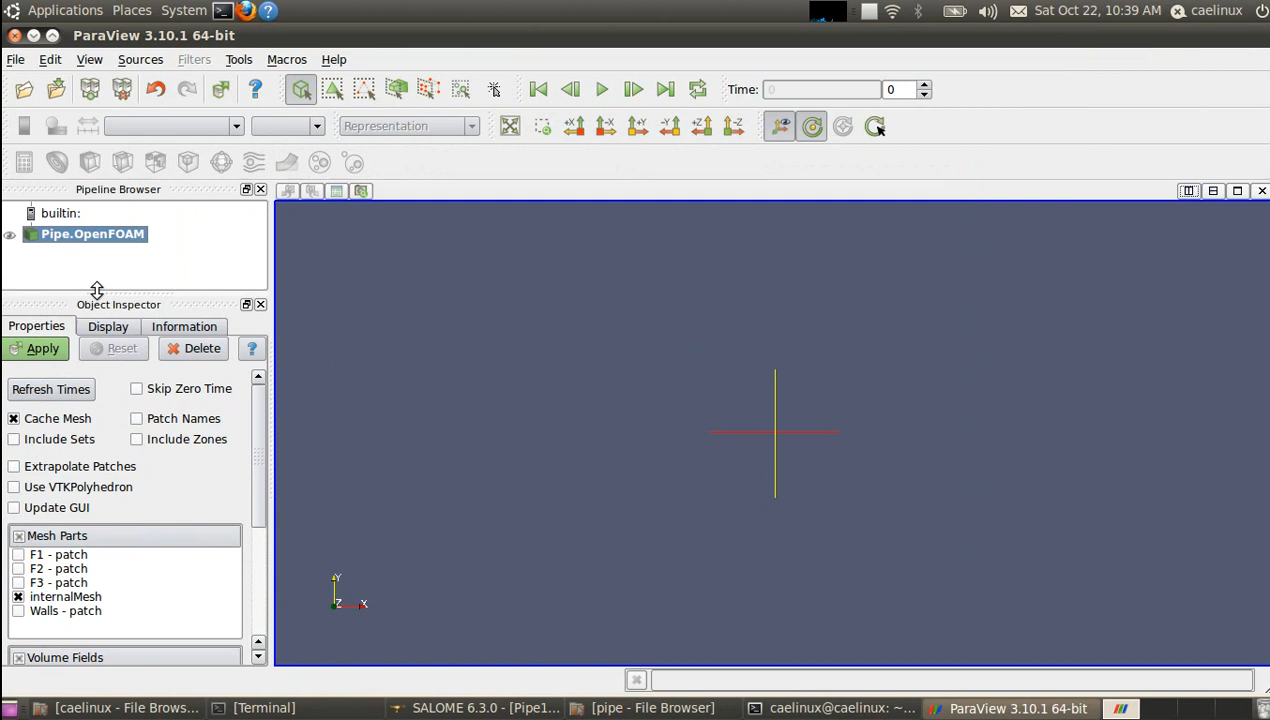 Applications Places System Sat Oct 22, 10:39 AM caelinux
ParaView 3.10.1 64-bit
File Edit View Sources Filters Tools Macros Help
Time: 0 0
Representation
+X -X +Y -Y +Z -Z
Pipeline Browser
builtin:
Pipe.OpenFOAM
Object Inspector
Properties Display Information
Apply Reset Delete ?
Refresh Times Skip Zero Time
Cache Mesh Patch Names
Include Sets Include Zones
Extrapolate Patches
Use VTKPolyhedron
Update GUI
Mesh Parts
F1 - patch
F2 - patch
F3 - patch
internalMesh
Walls - patch
Volume Fields
Y
Z X
[caelinux - File Brows... [Terminal] SALOME 6.3.0 - [Pipe1... [pipe - File Browser] caelinux@caelinux: ~... ParaView 3.10.1 64-bit